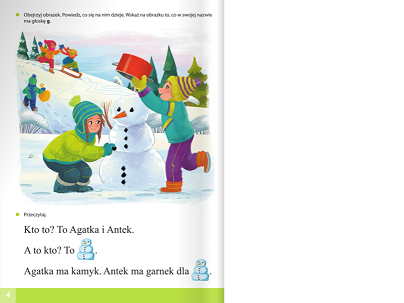 Obejrzyj obrazek. Powiedz, co się na nim dzieje. Wskaż na obrazku to, co w swojej nazwie
ma głoskę g.
Przeczytaj.
Kto to? To Agatka i Antek.
A to kto? To .
Agatka ma kamyk. Antek ma garnek dla .
4